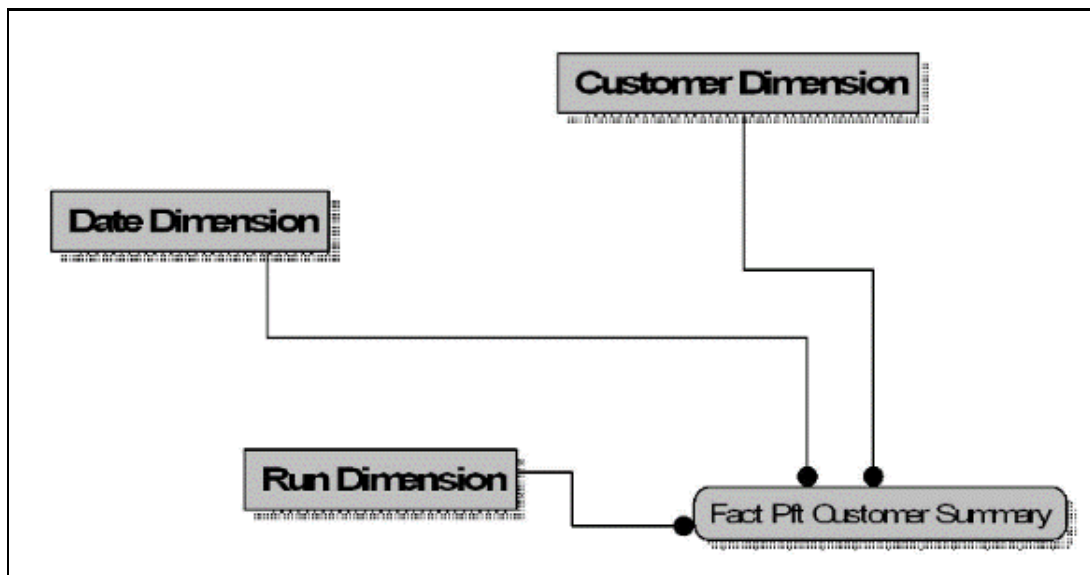 Customer Dimension
Date Dimension
Run Dimension
Fact Pft Customer Summary